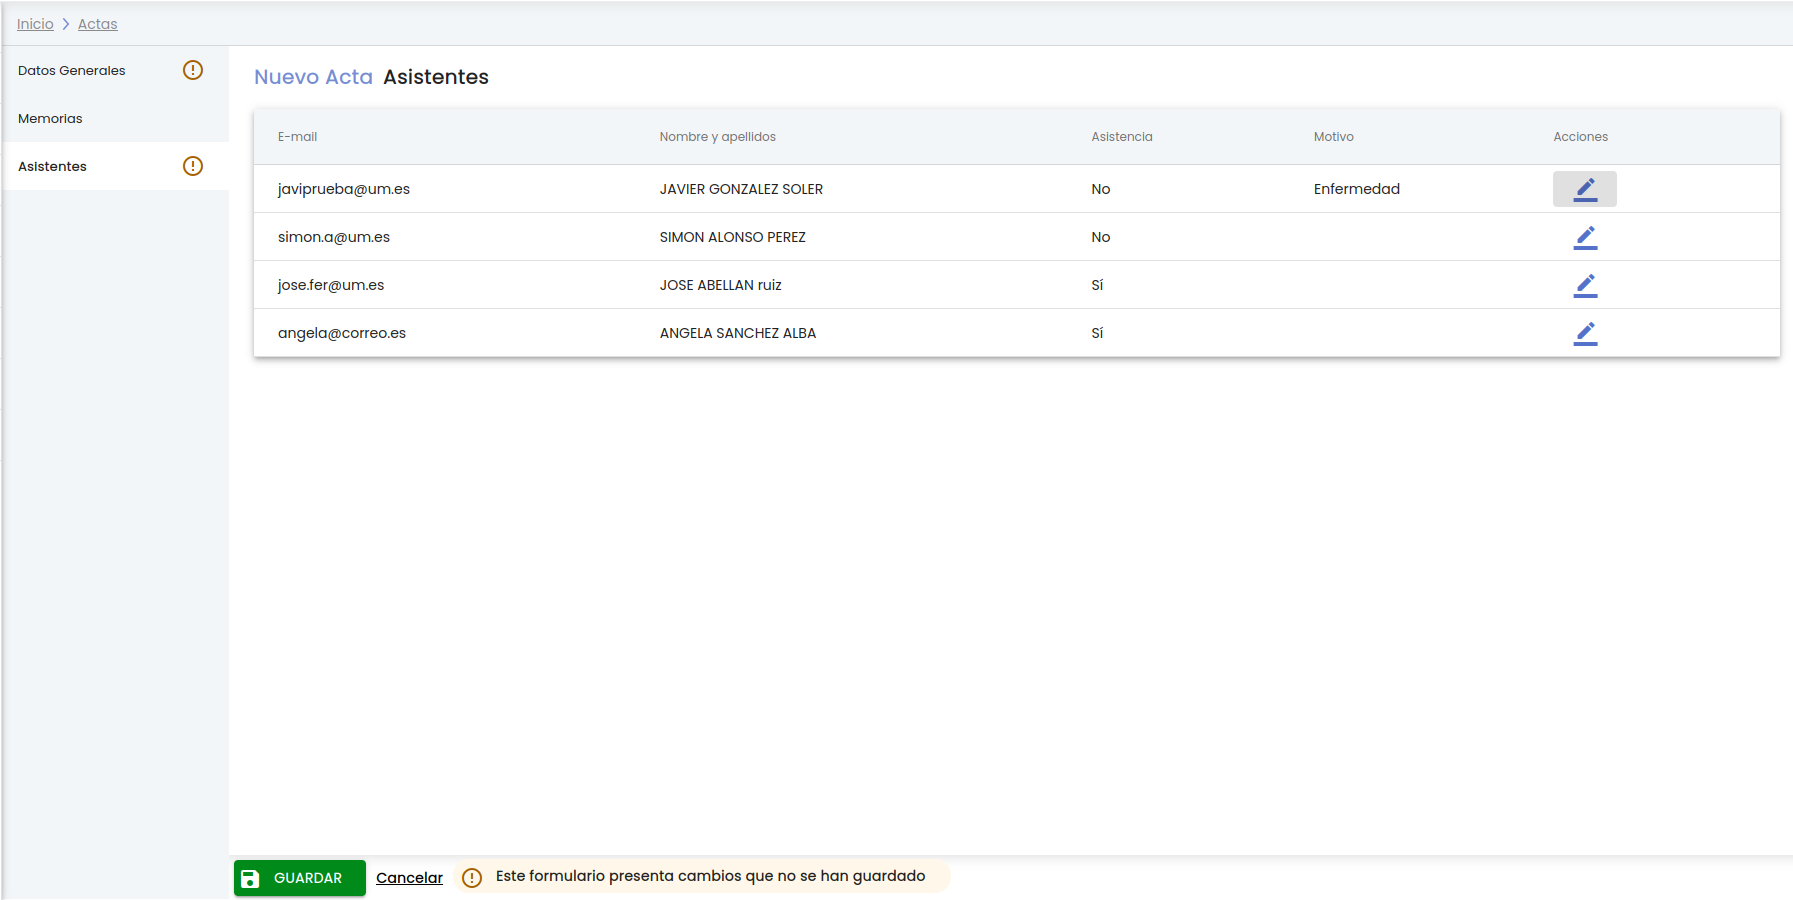 Inicio > Actas
Datos Generales
Memorias
Asistentes
Nuevo Acta Asistentes
E-mail Nombre y apellidos Asistencia Motivo Acciones
javiprueba@um.es JAVIER GONZALEZ SOLER No Enfermedad
simon.a@um.es SIMON ALONSO PEREZ No
jose.fer@um.es JOSE ABELLAN ruiz Sí
angela@correo.es ANGELA SANCHEZ ALBA Sí
GUARDAR Cancelar Este formulario presenta cambios que no se han guardado